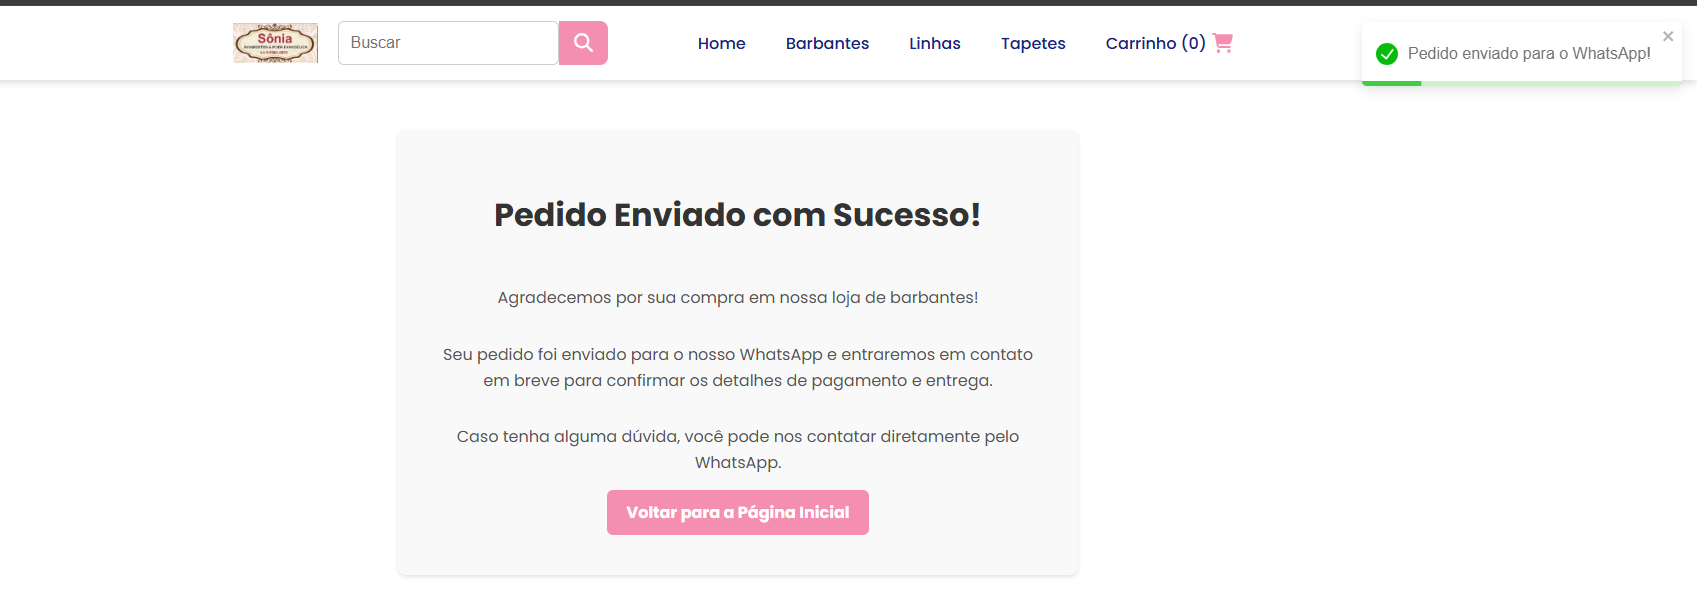 Sônia
Buscar
Home
Barbantes
Linhas
Tapetes
Carrinho (0)
Pedido enviado para o WhatsApp!
Pedido Enviado com Sucesso!
Agradecemos por sua compra em nossa loja de barbantes!
Seu pedido foi enviado para o nosso WhatsApp e entraremos em contato
em breve para confirmar os detalhes de pagamento e entrega.
Caso tenha alguma dúvida, você pode nos contatar diretamente pelo
WhatsApp.
Voltar para a Página Inicial